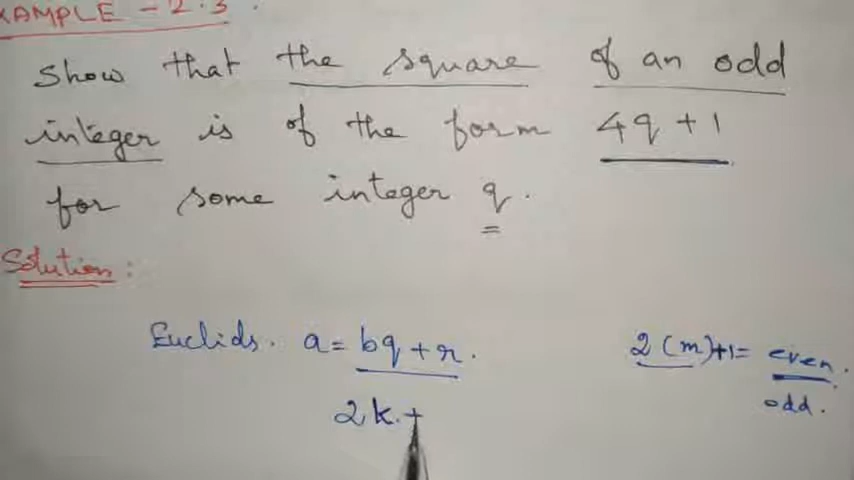 XAMPLE - 2.3.
Show that the square of an odd
integer is of the form 4q + 1
for some integer q.
Solution:
Euclids. a = bq + r.
2(m)+1 = even.
odd.
2k. +